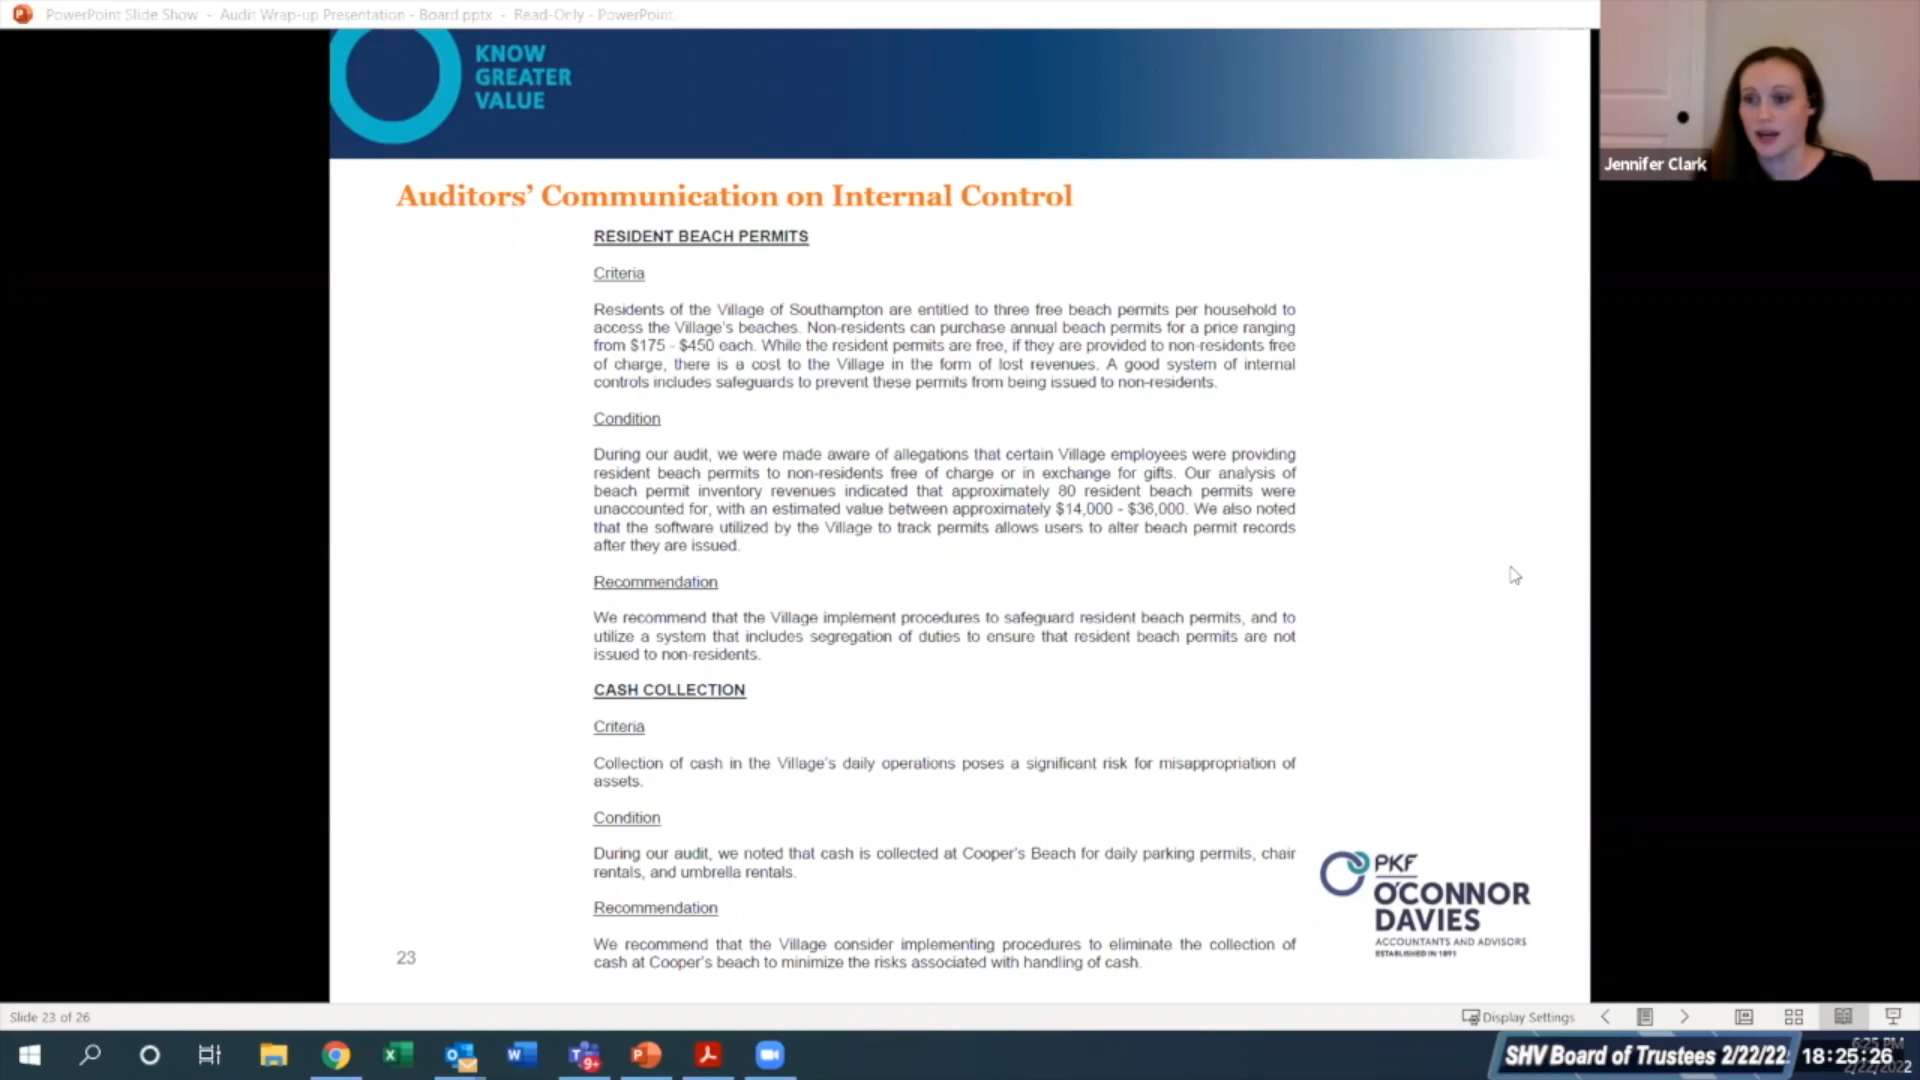 PowerPoint Slide Show - Audit Wrap-up Presentation - Board.pptx - Read-Only - PowerPoint
KNOW
GREATER
VALUE
Jennifer Clark
Auditors’ Communication on Internal Control
RESIDENT BEACH PERMITS
Criteria
Residents of the Village of Southampton are entitled to three free beach permits per household to
access the Village's beaches. Non-residents can purchase annual beach permits for a price ranging
from $175 - $450 each. While the resident permits are free, if they are provided to non-residents free
of charge, there is a cost to the Village in the form of lost revenues. A good system of internal
controls includes safeguards to prevent these permits from being issued to non-residents.
Condition
During our audit, we were made aware of allegations that certain Village employees were providing
resident beach permits to non-residents free of charge or in exchange for gifts. Our analysis of
beach permit inventory revenues indicated that approximately 80 resident beach permits were
unaccounted for, with an estimated value between approximately $14,000 - $36,000. We also noted
that the software utilized by the Village to track permits allows users to alter beach permit records
after they are issued.
Recommendation
We recommend that the Village implement procedures to safeguard resident beach permits, and to
utilize a system that includes segregation of duties to ensure that resident beach permits are not
issued to non-residents.
CASH COLLECTION
Criteria
Collection of cash in the Village's daily operations poses a significant risk for misappropriation of
assets.
Condition
During our audit, we noted that cash is collected at Cooper's Beach for daily parking permits, chair
rentals, and umbrella rentals.
Recommendation
We recommend that the Village consider implementing procedures to eliminate the collection of
cash at Cooper's beach to minimize the risks associated with handling of cash.
PKF
O'CONNOR
DAVIES
ACCOUNTANTS AND ADVISORS
ESTABLISHED IN 1891
23
Slide 23 of 26
Display Settings
9+
SHV Board of Trustees 2/22/22
18:25:26